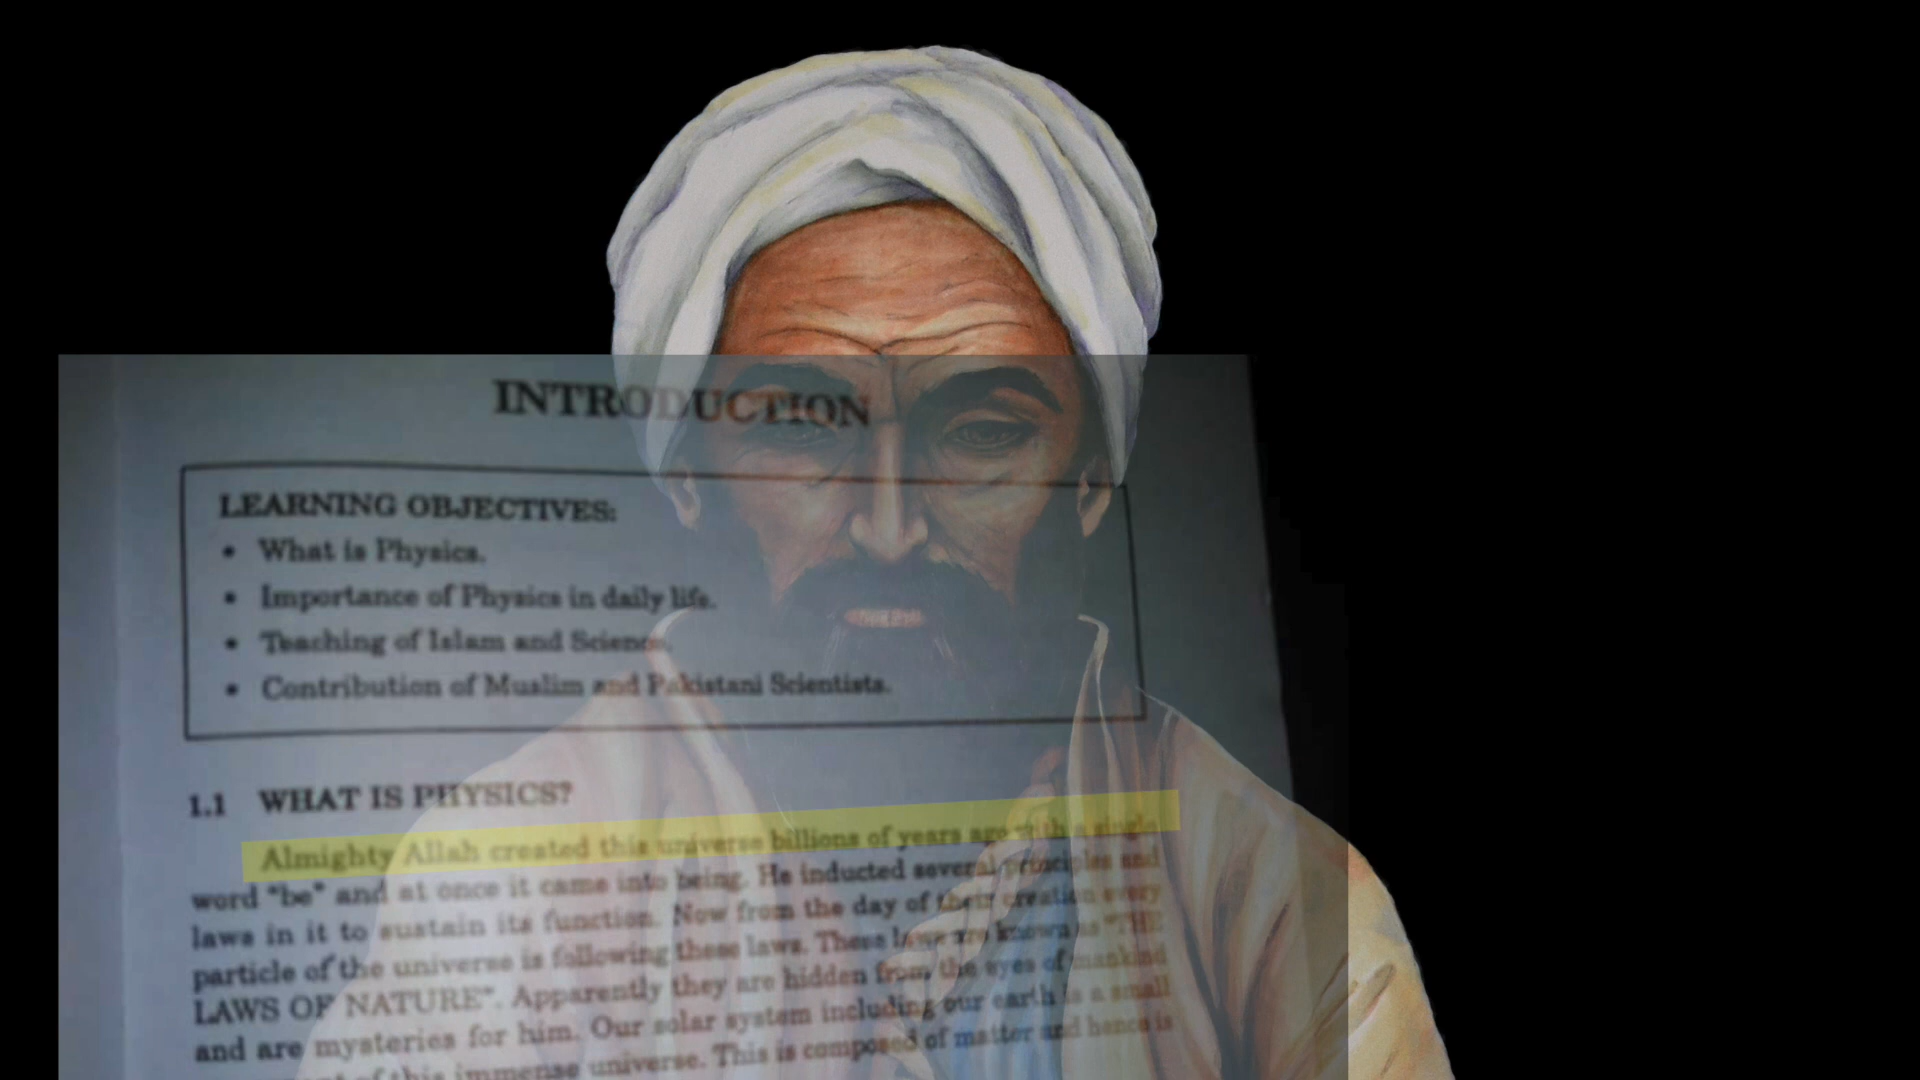 INTRODUCTION
LEARNING OBJECTIVES:
• What is Physics.
• Importance of Physics in daily life.
• Teaching of Islam and Science.
• Contribution of Muslim and Pakistani Scientists.
1.1 WHAT IS PHYSICS?
Almighty Allah created this universe billions of years ago with a single
word "be" and at once it came into being. He inducted several principles and
laws in it to sustain its function. Now from the day of their creation every
particle of the universe is following these laws. These laws are known as "THE
LAWS OF NATURE". Apparently they are hidden from the eyes of mankind
and are mysteries for him. Our solar system including our earth is a small
of this immense universe. This is composed of matter and hence is